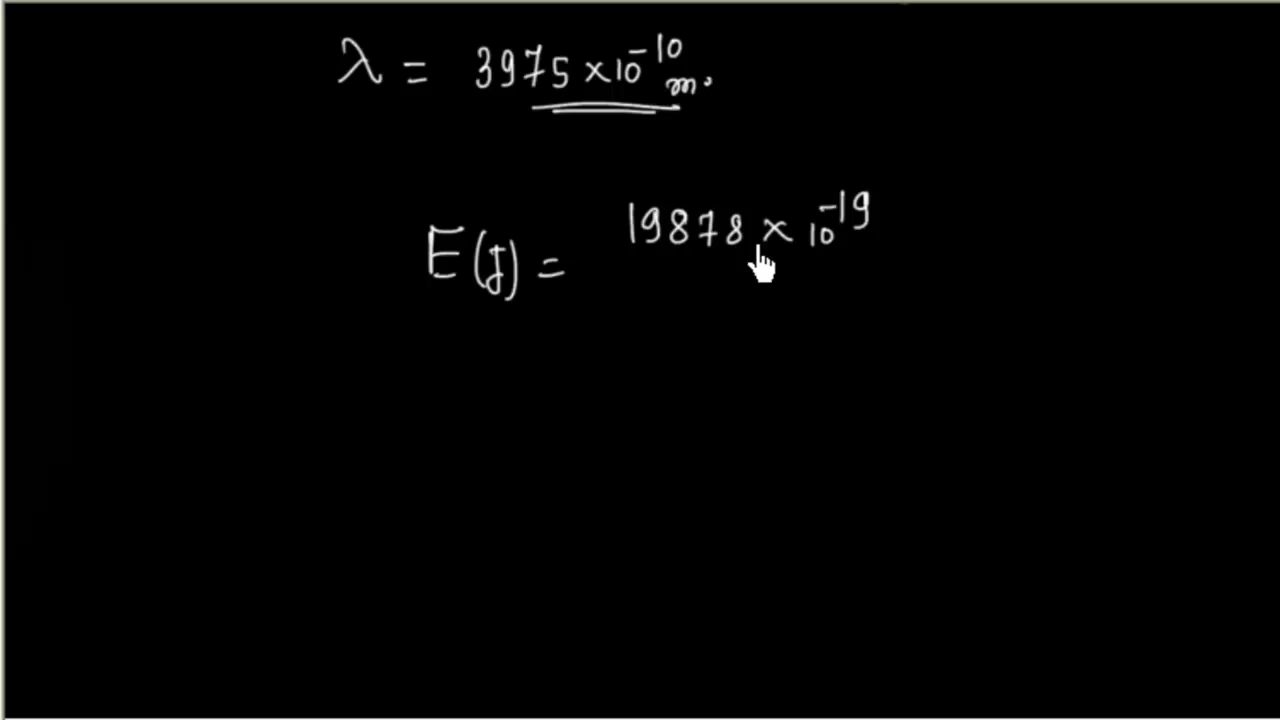 λ = 3975 ×10⁻¹⁰ m.
E(J) = 19878 × 10⁻¹⁹